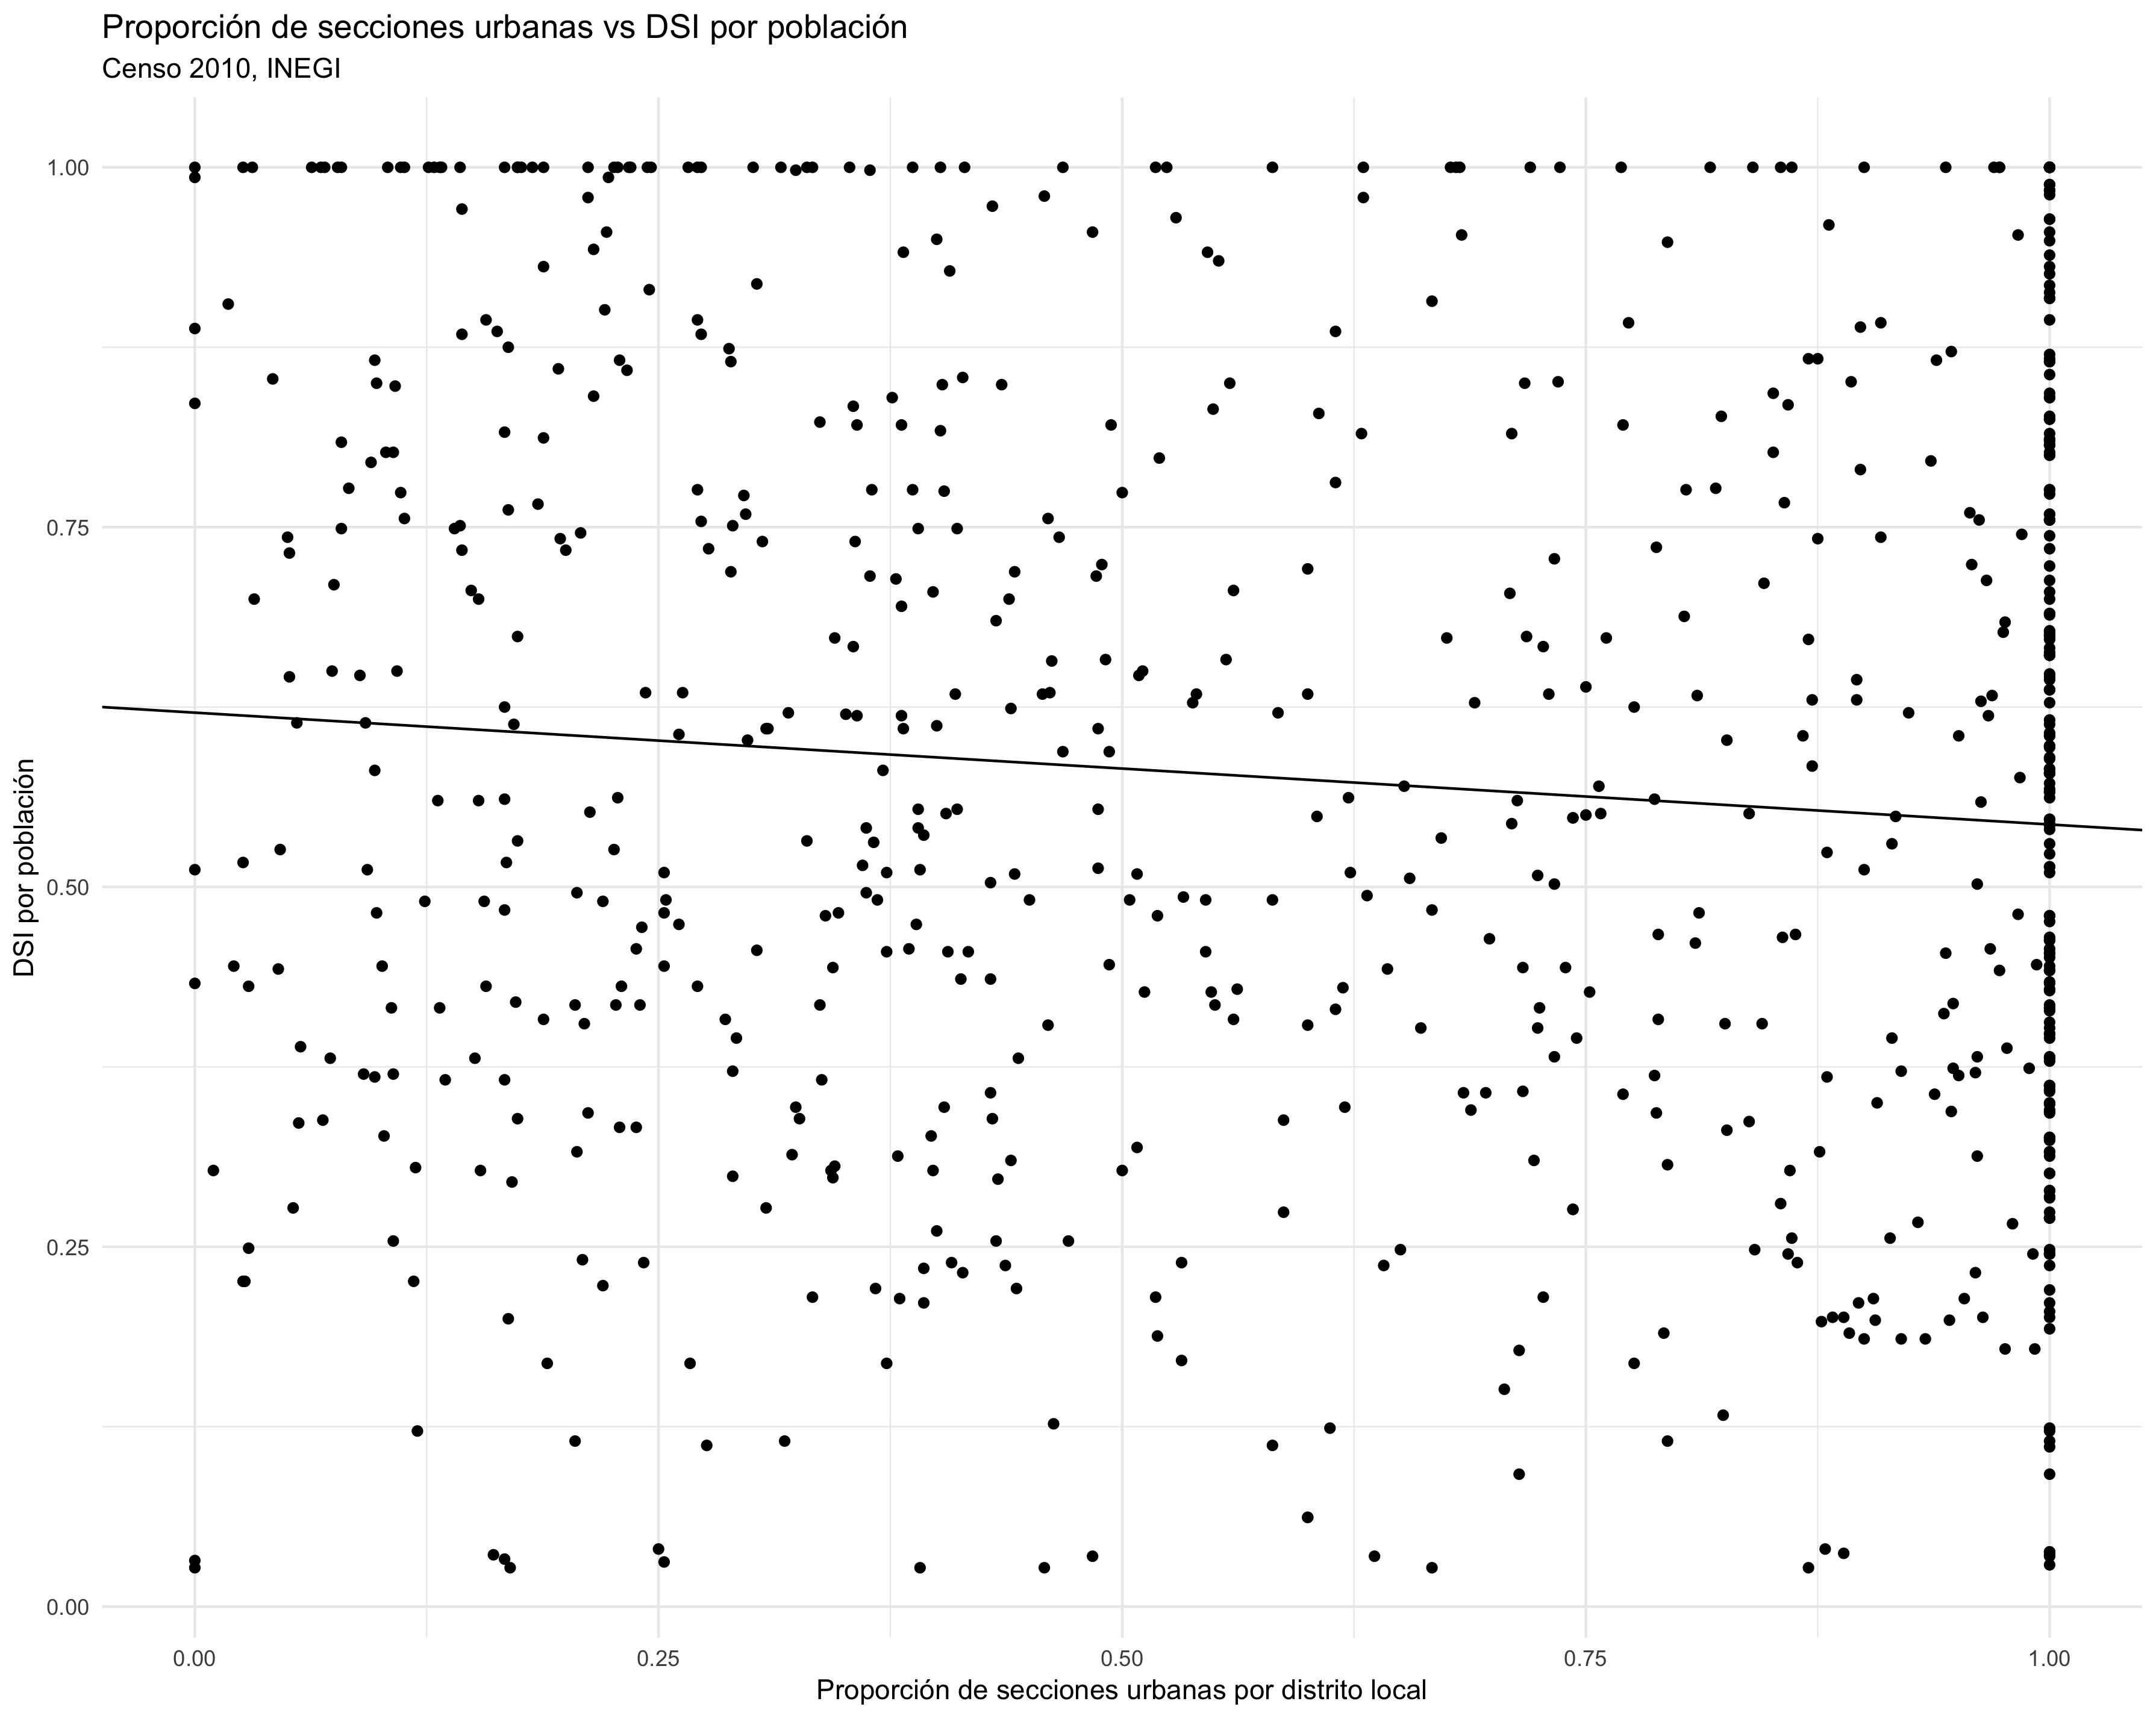 Proporción de secciones urbanas vs DSI por población
Censo 2010, INEGI
1.00
0.75
0.50
0.25
0.00
DSI por población
0.00
0.25
0.50
0.75
1.00
Proporción de secciones urbanas por distrito local